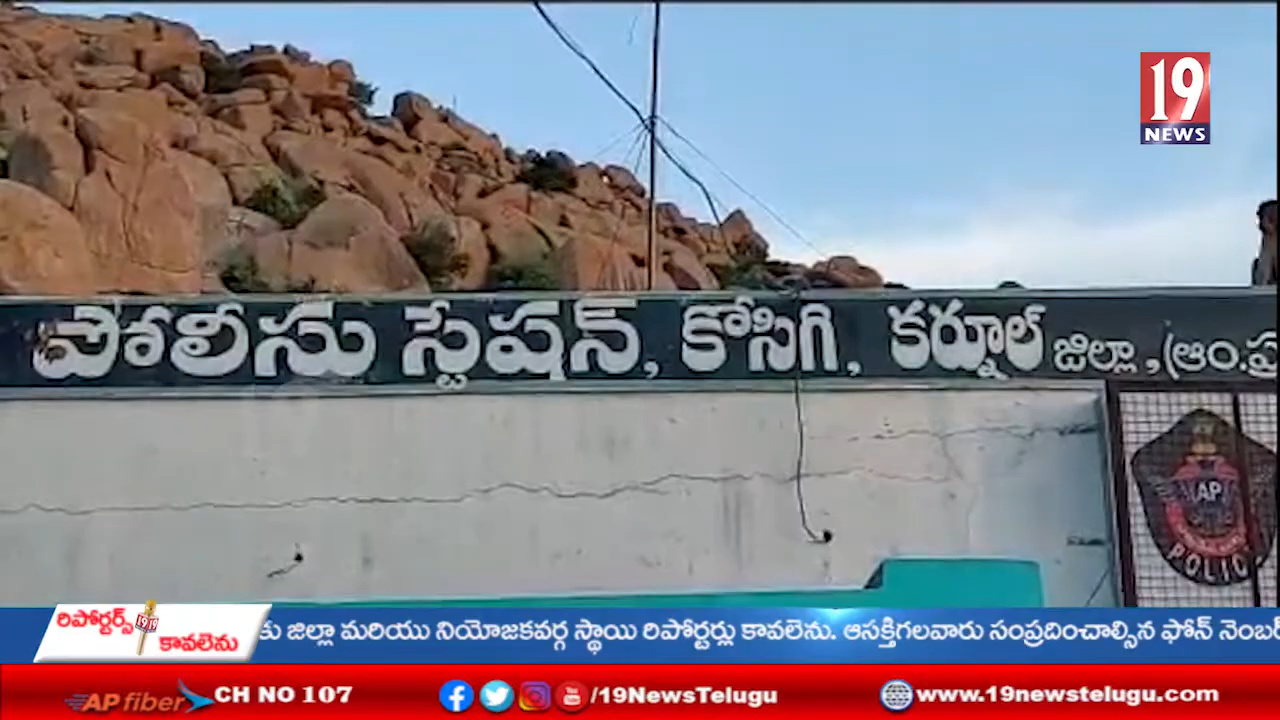 19
NEWS
పోలీసు స్టేషన్, కోసిగి, కర్నూల్ జిల్లా, (ఆం.ప్ర
AP
POLICE
రిపోర్టర్స్
కావలెను
కు జిల్లా మరియు నియోజకవర్గ స్థాయి రిపోర్టర్లు కావలెను. ఆసక్తిగలవారు సంప్రదించాల్సిన ఫోన్ నెంబర్
AP fiber CH NO 107 /19NewsTelugu www.19newstelugu.com